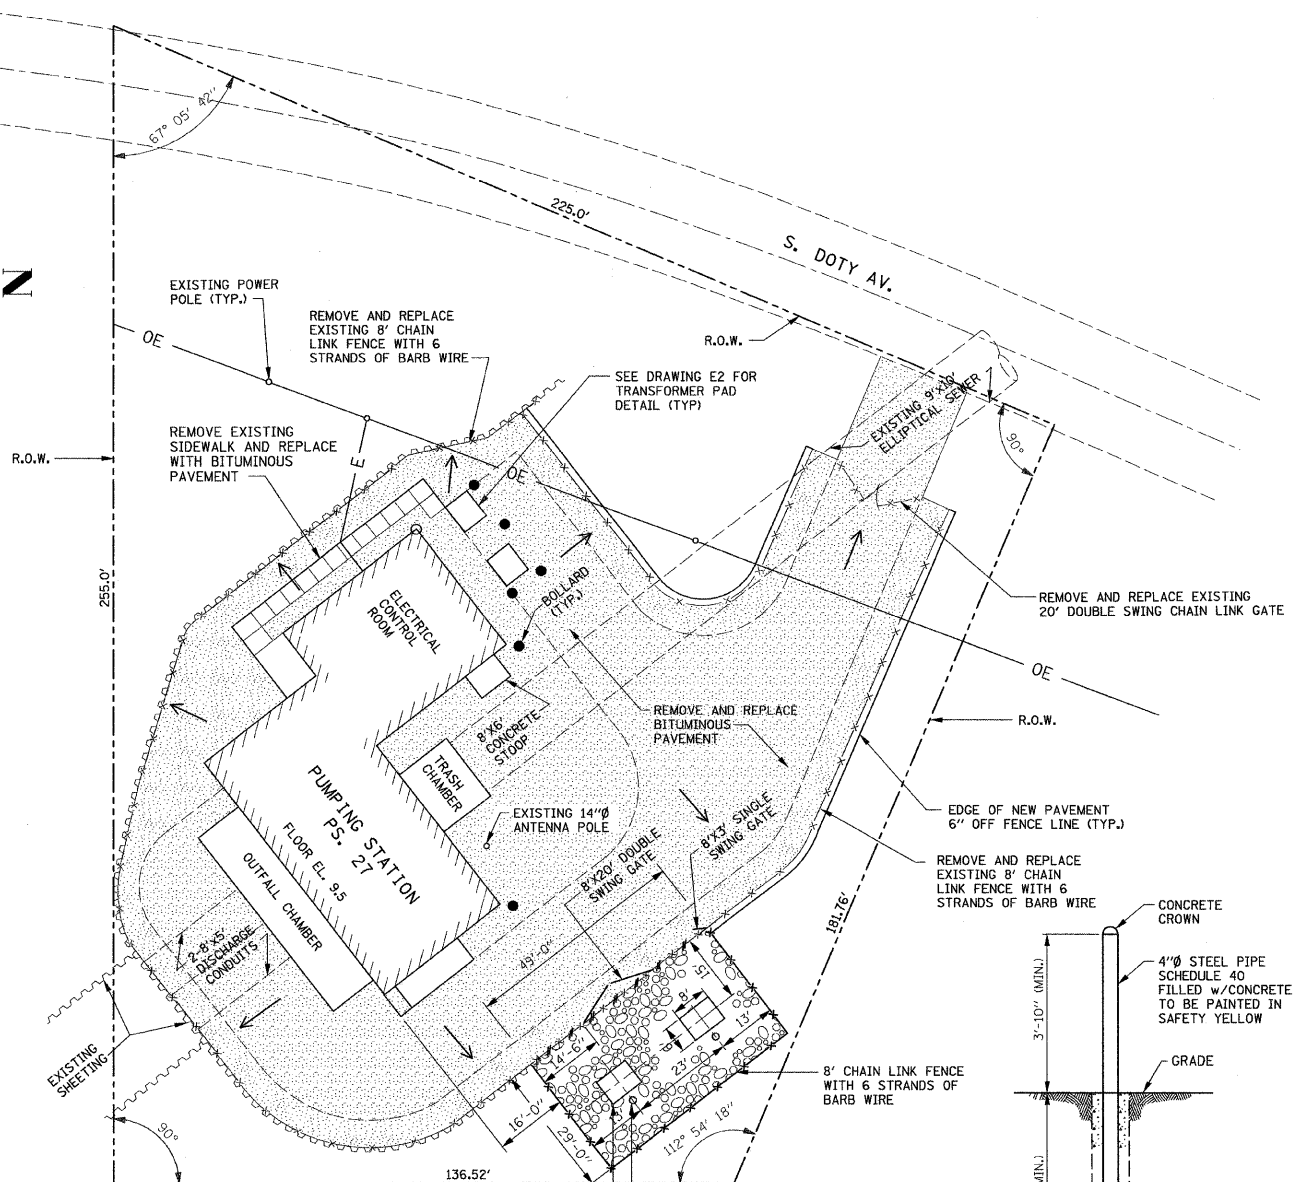 67° 05' 42"
225.0'
S. DOTY AV.
N
EXISTING POWER
POLE (TYP.)
REMOVE AND REPLACE
EXISTING 8' CHAIN
LINK FENCE WITH 6
STRANDS OF BARB WIRE
OE
R.O.W.
SEE DRAWING E2 FOR
TRANSFORMER PAD
DETAIL (TYP)
EXISTING 9'X10'
ELLIPTICAL SEWER
90°
REMOVE EXISTING
SIDEWALK AND REPLACE
WITH BITUMINOUS
PAVEMENT
R.O.W.
E
OE
255.0'
ELECTRICAL
CONTROL
ROOM
BOLLARD
(TYP.)
REMOVE AND REPLACE EXISTING
20' DOUBLE SWING CHAIN LINK GATE
OE
8'X6'
CONCRETE
STOOP
REMOVE AND REPLACE
BITUMINOUS
PAVEMENT
R.O.W.
TRASH
CHAMBER
PUMPING STATION
PS. 27
FLOOR EL. 9.5
EXISTING 14"Ø
ANTENNA POLE
8'X3' SINGLE
SWING GATE
8'X20' DOUBLE
SWING GATE
EDGE OF NEW PAVEMENT
6" OFF FENCE LINE (TYP.)
REMOVE AND REPLACE
EXISTING 8' CHAIN
LINK FENCE WITH 6
STRANDS OF BARB WIRE
OUTFALL CHAMBER
2-8'X5'
DISCHARGE
CONDUITS
49'-0"
181.76'
15'
8'
13'
23'
14'-6"
16'-0"
29'-0"
EXISTING
SHEETING
90°
136.52'
112° 54' 18"
8' CHAIN LINK FENCE
WITH 6 STRANDS OF
BARB WIRE
CONCRETE
CROWN
4"Ø STEEL PIPE
SCHEDULE 40
FILLED w/CONCRETE
TO BE PAINTED IN
SAFETY YELLOW
3'-10" (MIN.)
GRADE
MIN.)